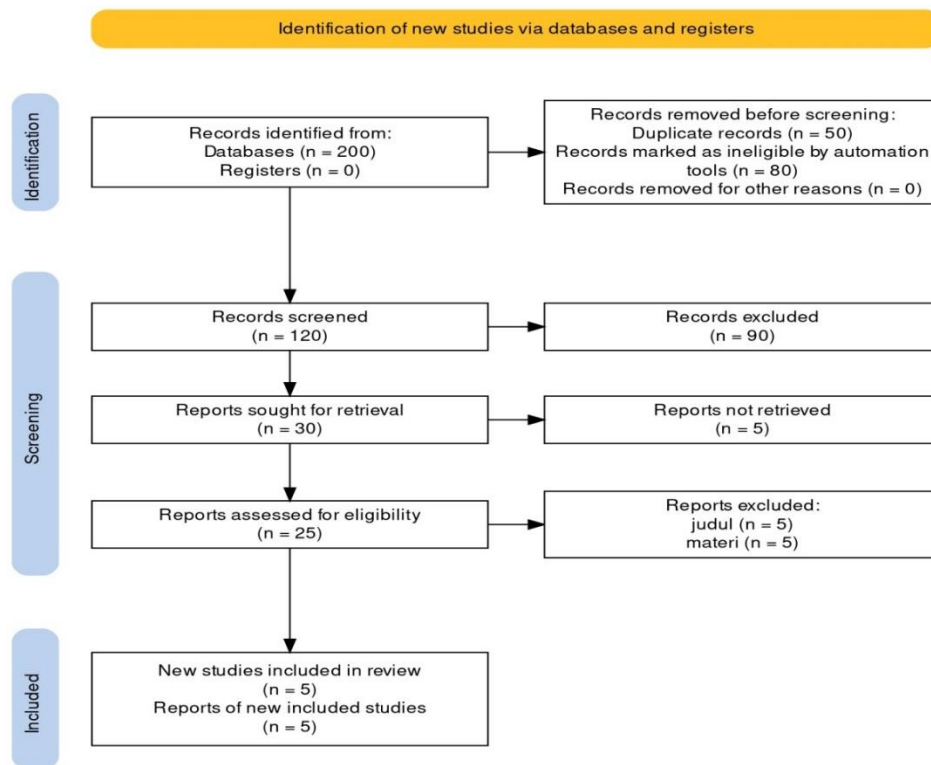 Identification of new studies via databases and registers
Identification
Records identified from:
Databases (n = 200)
Registers (n = 0)
Records removed before screening:
Duplicate records (n = 50)
Records marked as ineligible by automation
tools (n = 80)
Records removed for other reasons (n = 0)
Screening
Records screened
(n = 120)
Records excluded
(n = 90)
Reports sought for retrieval
(n = 30)
Reports not retrieved
(n = 5)
Reports assessed for eligibility
(n = 25)
Reports excluded:
judul (n = 5)
materi (n = 5)
Included
New studies included in review
(n = 5)
Reports of new included studies
(n = 5)